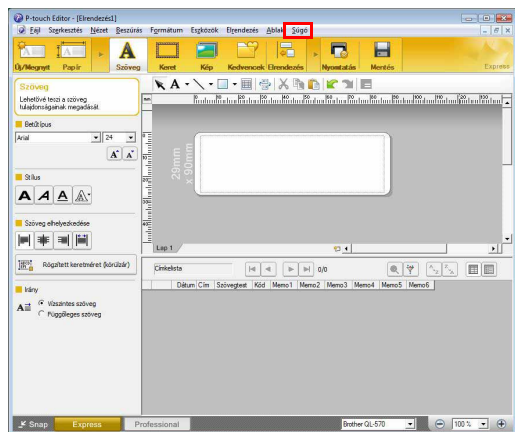 P-touch Editor - [Elrendezés1]
Fájl Szerkesztés Nézet Beszúrás Formátum Eszközök Elrendezés Ablak Súgó
Új/Megnyit Papír Szöveg Keret Kép Kedvencek Elrendezés Nyomtatás Mentés Express
Szöveg
Lehetővé teszi a szöveg
tulajdonságainak megadását.
Betűtípus
Arial 24
Stílus
A A A A
Szöveg elhelyezkedése
Rögzített keretméret (körülzár)
Irány
Vízszintes szöveg
Függőleges szöveg
29mm
x 90mm
Lap 1
Címkelista 0/0
Dátum Cím Szövegtest Kód Memo1 Memo2 Memo3 Memo4 Memo5 Memo6
Snap Express Professional Brother QL-570 100 %